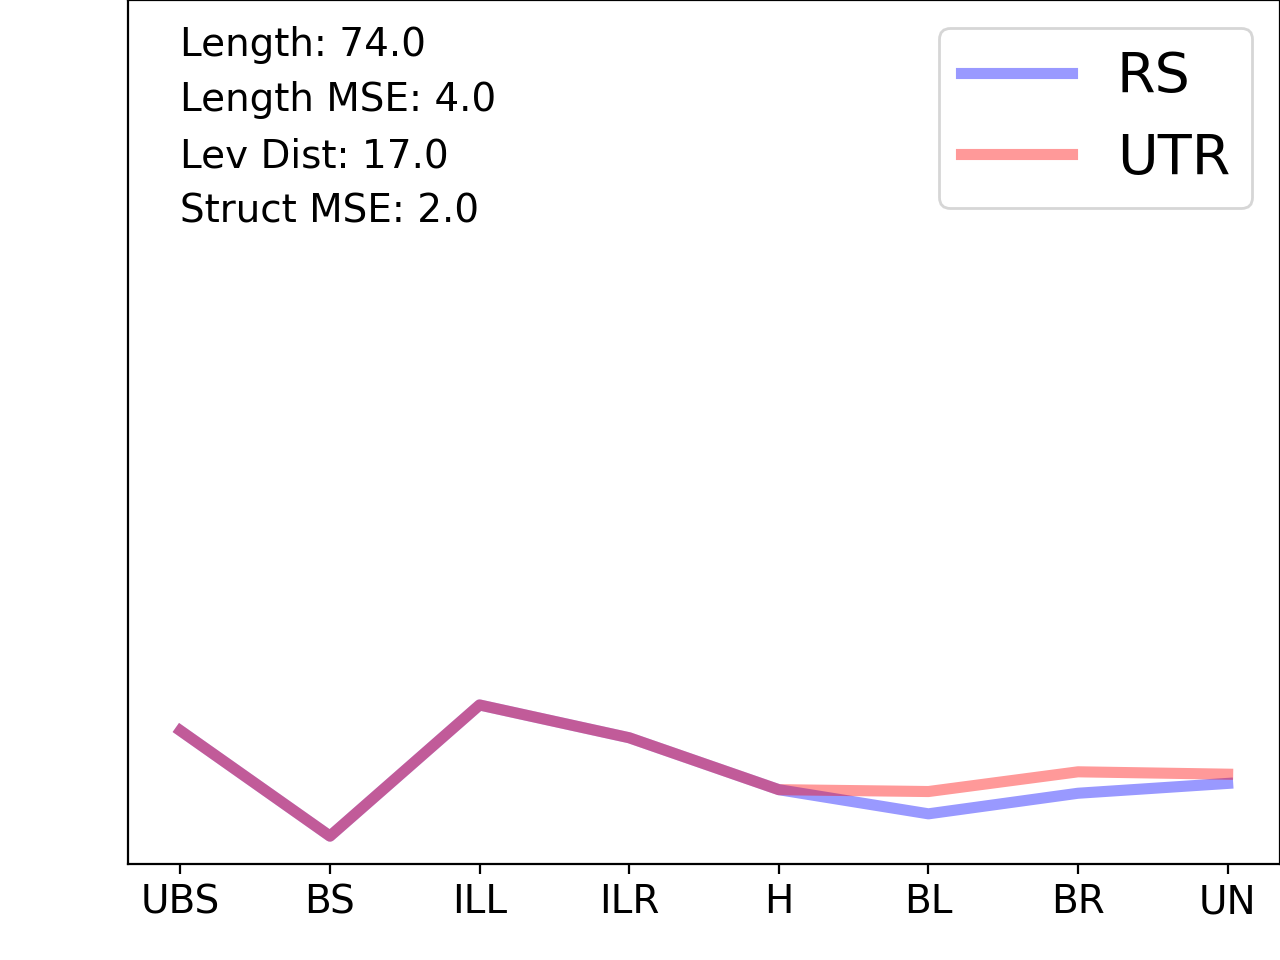 Length: 74.0
Length MSE: 4.0
Lev Dist: 17.0
Struct MSE: 2.0
RS
UTR
UBS BS ILL ILR H BL BR UN